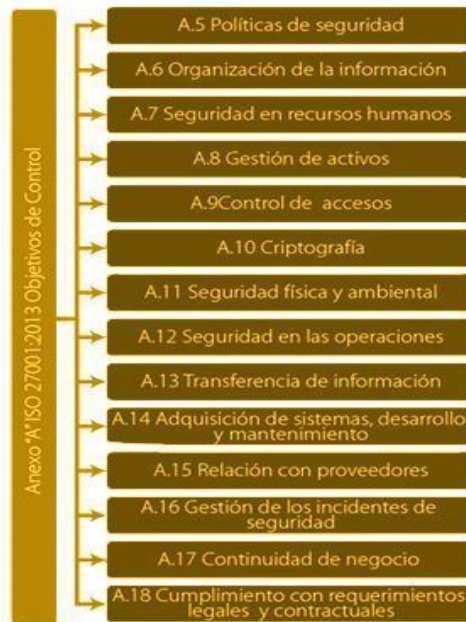 Anexo "A" ISO 27001:2013 Objetivos de Control
A.5 Políticas de seguridad
A.6 Organización de la información
A.7 Seguridad en recursos humanos
A.8 Gestión de activos
A.9Control de accesos
A.10 Criptografía
A.11 Seguridad física y ambiental
A.12 Seguridad en las operaciones
A.13 Transferencia de información
A.14 Adquisición de sistemas, desarrollo
y mantenimiento
A.15 Relación con proveedores
A.16 Gestión de los incidentes de
seguridad
A.17 Continuidad de negocio
A.18 Cumplimiento con requerimientos
legales y contractuales